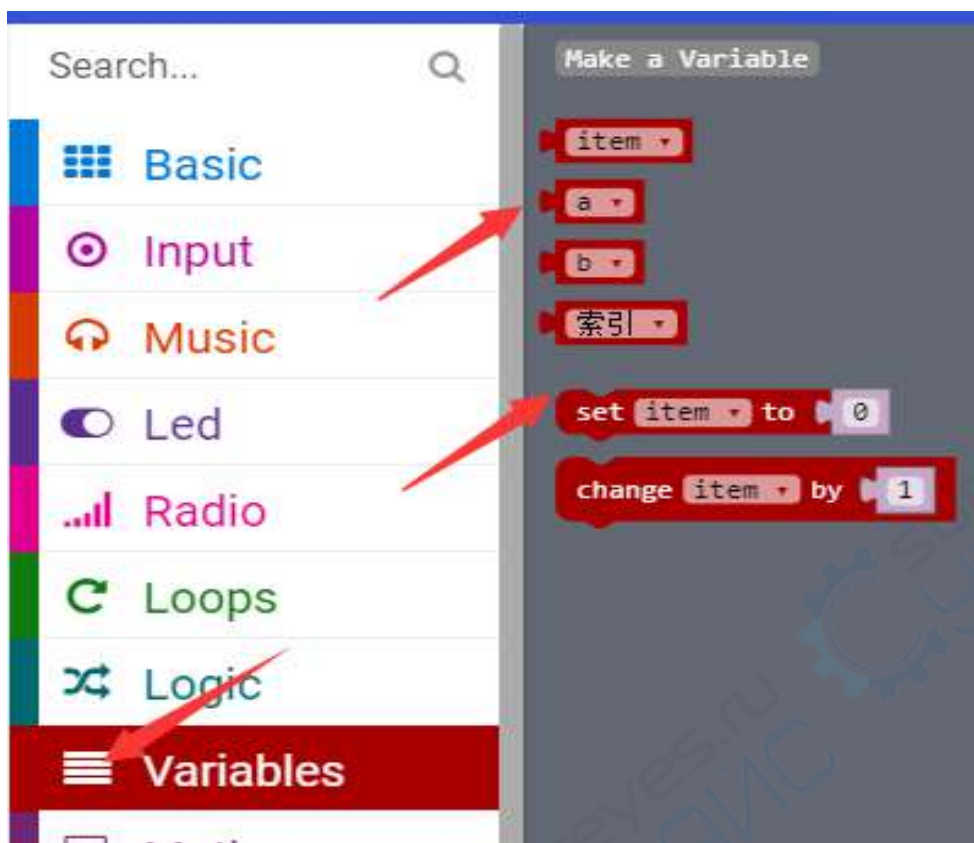 Search...
Basic
Input
Music
Led
Radio
Loops
Logic
Variables
Make a Variable
item
a
b
索引
set item to 0
change item by 1